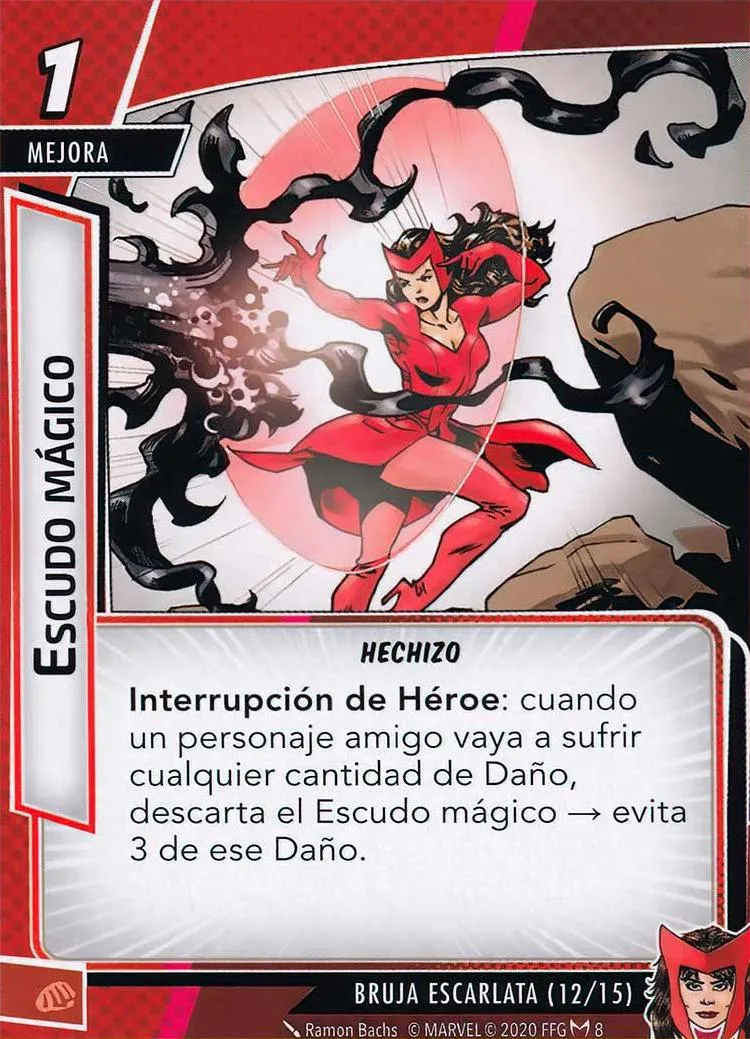 1
MEJORA
ESCUDO MÁGICO
HECHIZO
Interrupción de Héroe: cuando
un personaje amigo vaya a sufrir
cualquier cantidad de Daño,
descarta el Escudo mágico → evita
3 de ese Daño.
BRUJA ESCARLATA (12/15)
Ramon Bachs © MARVEL © 2020 FFG 8